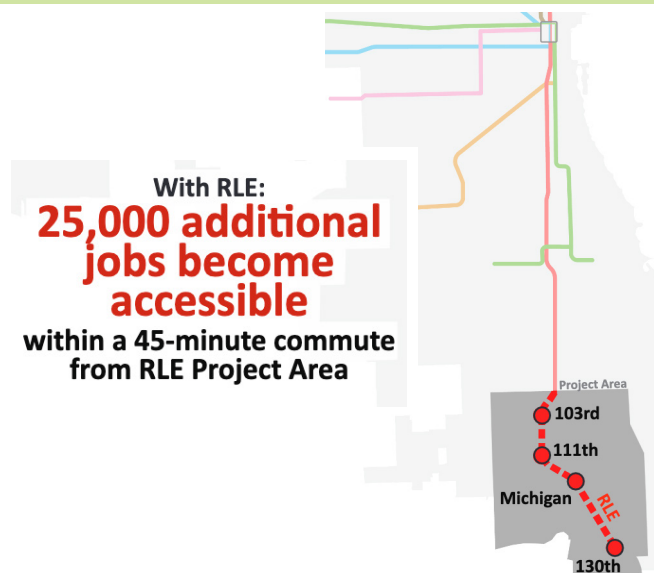 With RLE:
25,000 additional
jobs become
accessible
within a 45-minute commute
from RLE Project Area
Project Area
103rd
111th
Michigan
RLE
130th